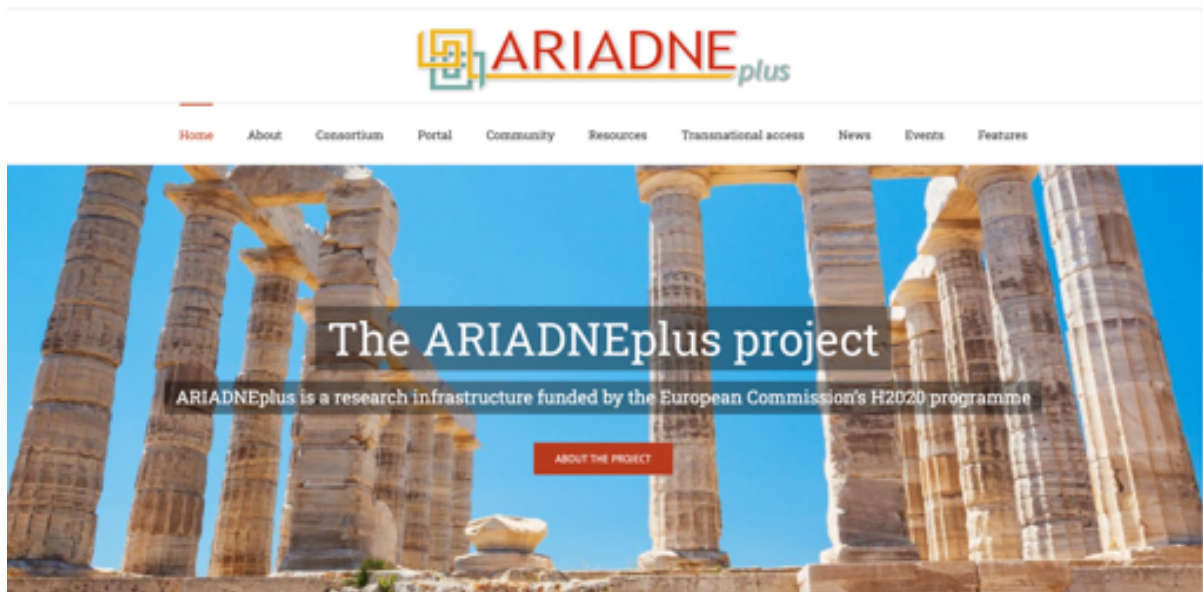 ARIADNE plus
Home About Consortium Portal Community Resources Transnational access News Events Features
The ARIADNEplus project
ARIADNEplus is a research infrastructure funded by the European Commission's H2020 programme
ABOUT THE PROJECT